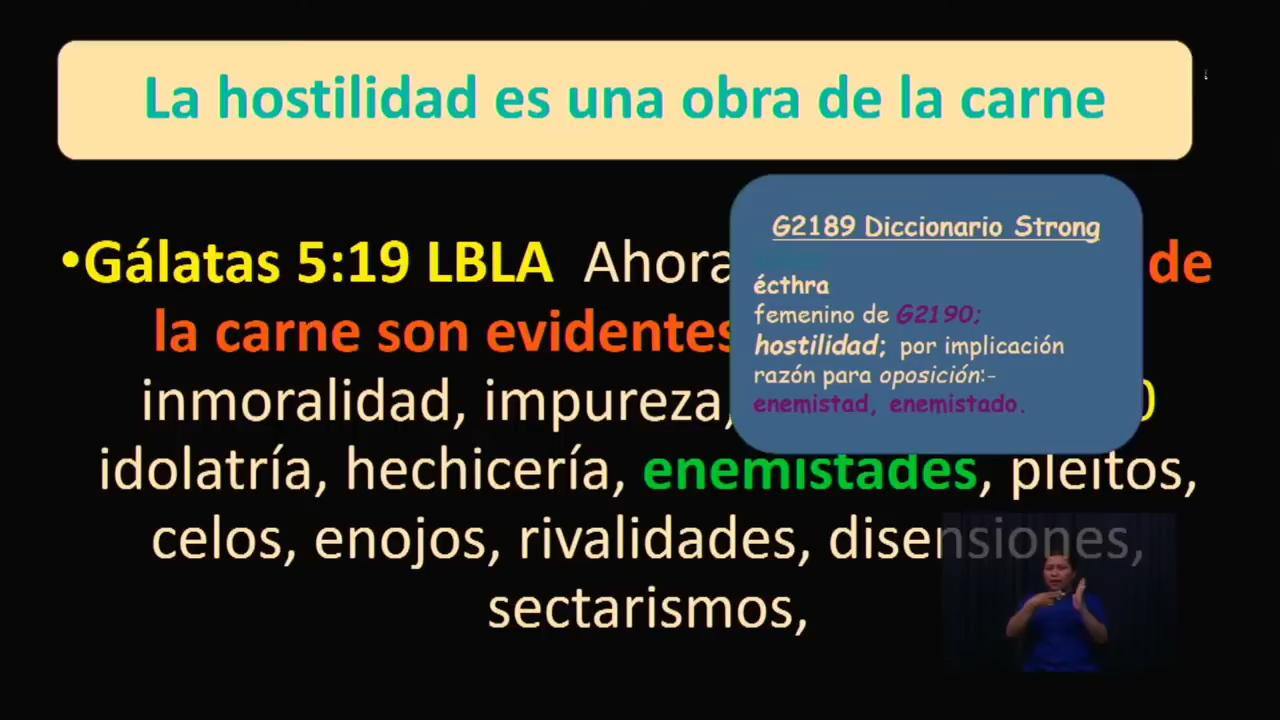 La hostilidad es una obra de la carne
•Gálatas 5:19 LBLA Ahora de
la carne son evidentes
inmoralidad, impureza,
idolatría, hechicería, enemistades, pleitos,
celos, enojos, rivalidades, disensiones,
sectarismos,
G2189 Diccionario Strong
écthra
femenino de G2190;
hostilidad; por implicación
razón para oposición:-
enemistad, enemistado.